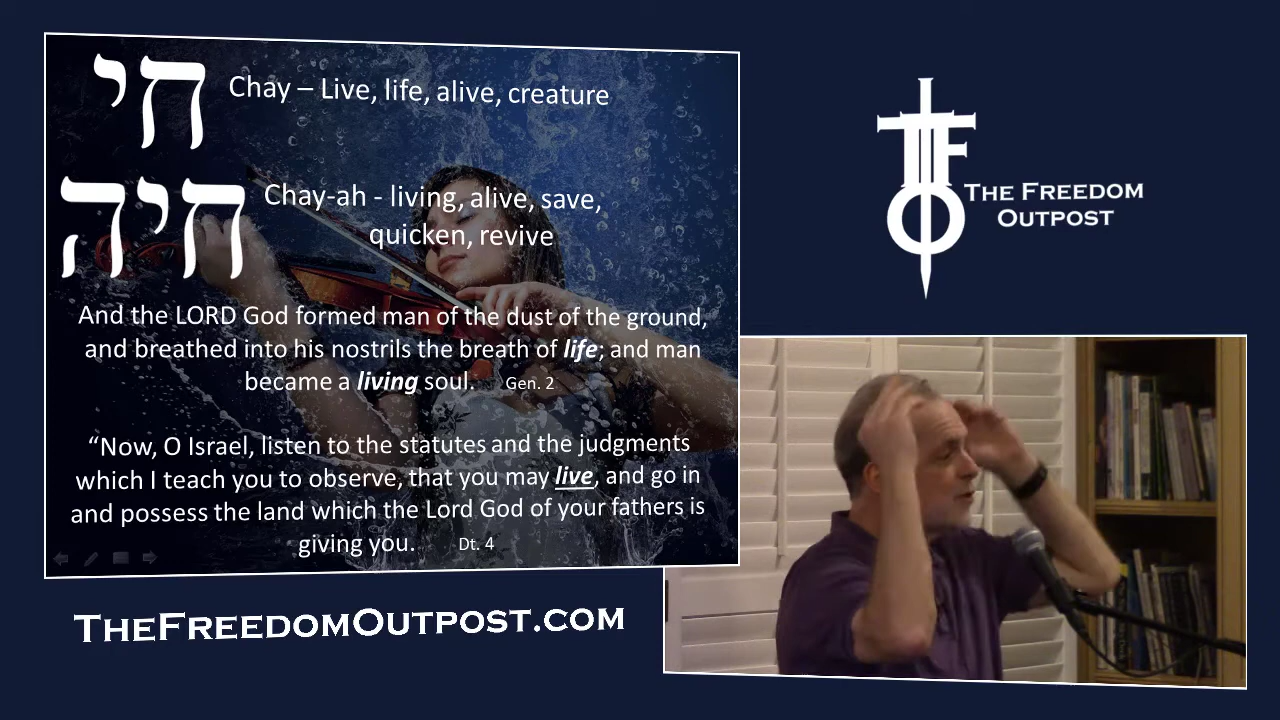 חי
Chay – Live, life, alive, creature
חיה
Chay-ah - living, alive, save,
quicken, revive
And the LORD God formed man of the dust of the ground,
and breathed into his nostrils the breath of life; and man
became a living soul. Gen. 2
“Now, O Israel, listen to the statutes and the judgments
which I teach you to observe, that you may live, and go in
and possess the land which the Lord God of your fathers is
giving you. Dt. 4
THE FREEDOM
OUTPOST
THEFREEDOMOUTPOST.COM